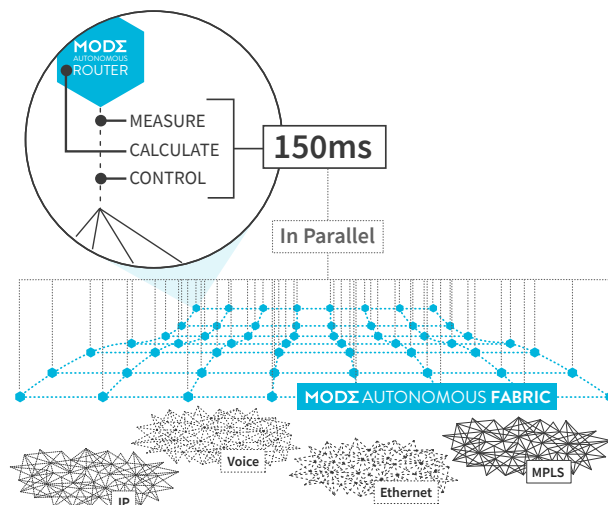 MODΣ
AUTONOMOUS
ROUTER
MEASURE
CALCULATE
CONTROL
150ms
In Parallel
MODΣ AUTONOMOUS FABRIC
Voice
MPLS
Ethernet
IP